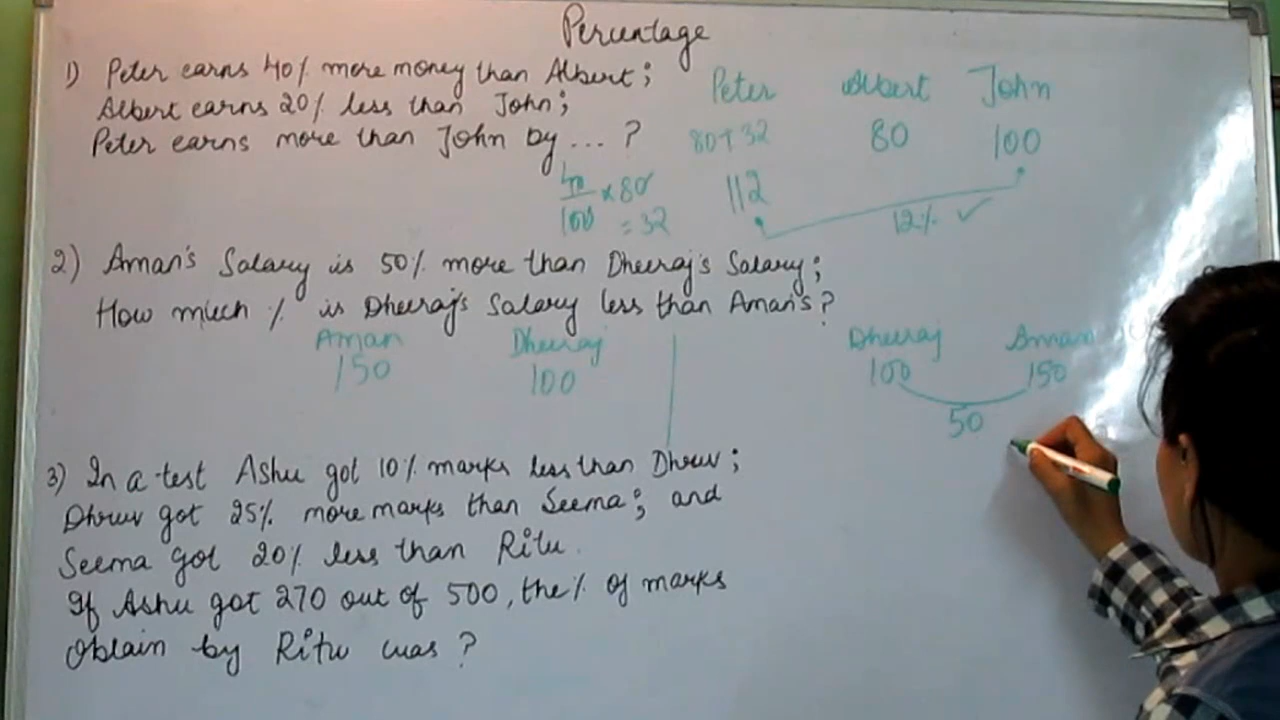 Percentage
1) Peter earns 40% more money than Albert;
Albert earns 20% less than John;
Peter earns more than John by ... ?
Peter Albert John
80+32 80 100
40/100 × 80 = 32
112
12% ✓
2) Aman's Salary is 50% more than Dheeraj's Salary;
How much % is Dheeraj's Salary less than Aman's?
Aman Dheeraj
150 100
Dheeraj Aman
100 150
50
3) In a test Ashu got 10% marks less than Dhruv;
Dhruv got 25% more marks than Seema; and
Seema got 20% less than Ritu.
If Ashu got 270 out of 500, the % of marks
Obtain by Ritu was ?